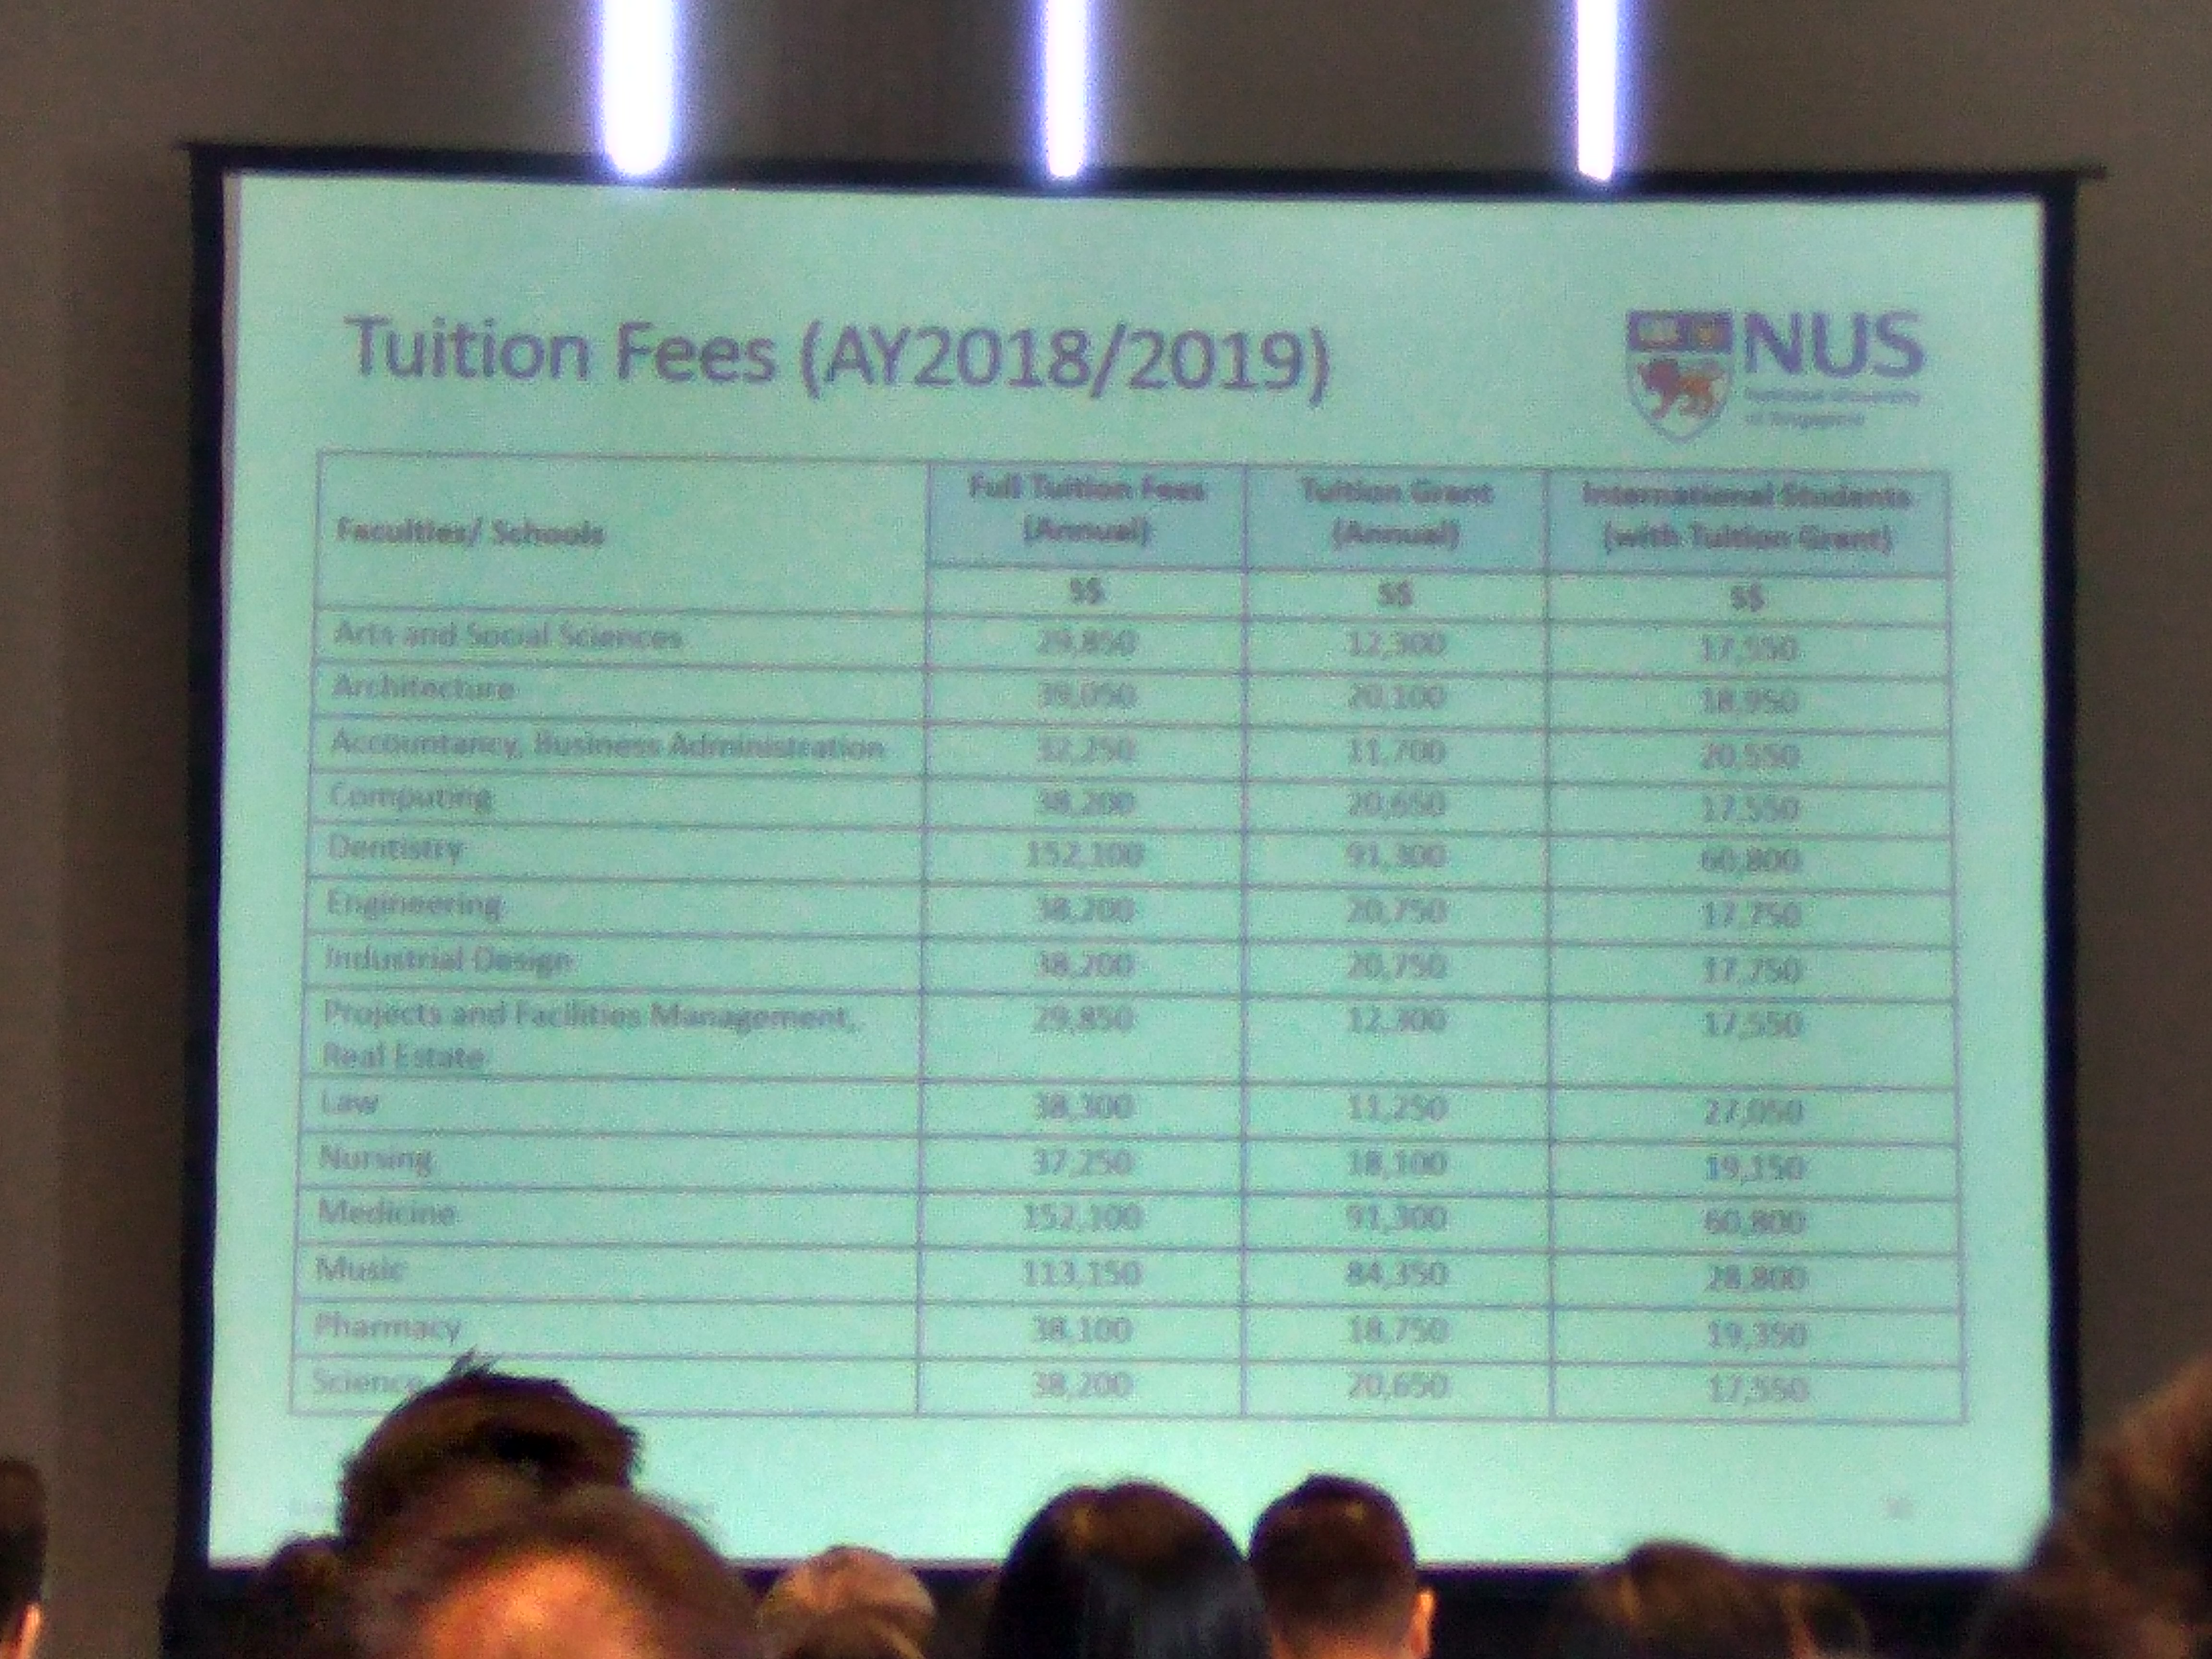 Tuition Fees (AY2018/2019)
NUS
National University
of Singapore
Faculties/ Schools
Full Tuition Fees
(Annual)
Tuition Grant
(Annual)
International Students
(with Tuition Grant)
S$ S$ S$
Arts and Social Sciences 29,850 12,300 17,550
Architecture 39,050 20,100 18,950
Accountancy, Business Administration 32,250 11,700 20,550
Computing 38,200 20,650 17,550
Dentistry 152,100 91,300 60,800
Engineering 38,200 20,750 17,750
Industrial Design 38,200 20,750 17,750
Projects and Facilities Management, 29,850 12,300 17,550
Real Estate
Law 38,300 11,250 27,050
Nursing 37,250 18,100 19,150
Medicine 152,100 91,300 60,800
Music 113,150 84,350 28,800
Pharmacy 38,100 18,750 19,350
Science 38,200 20,650 17,550